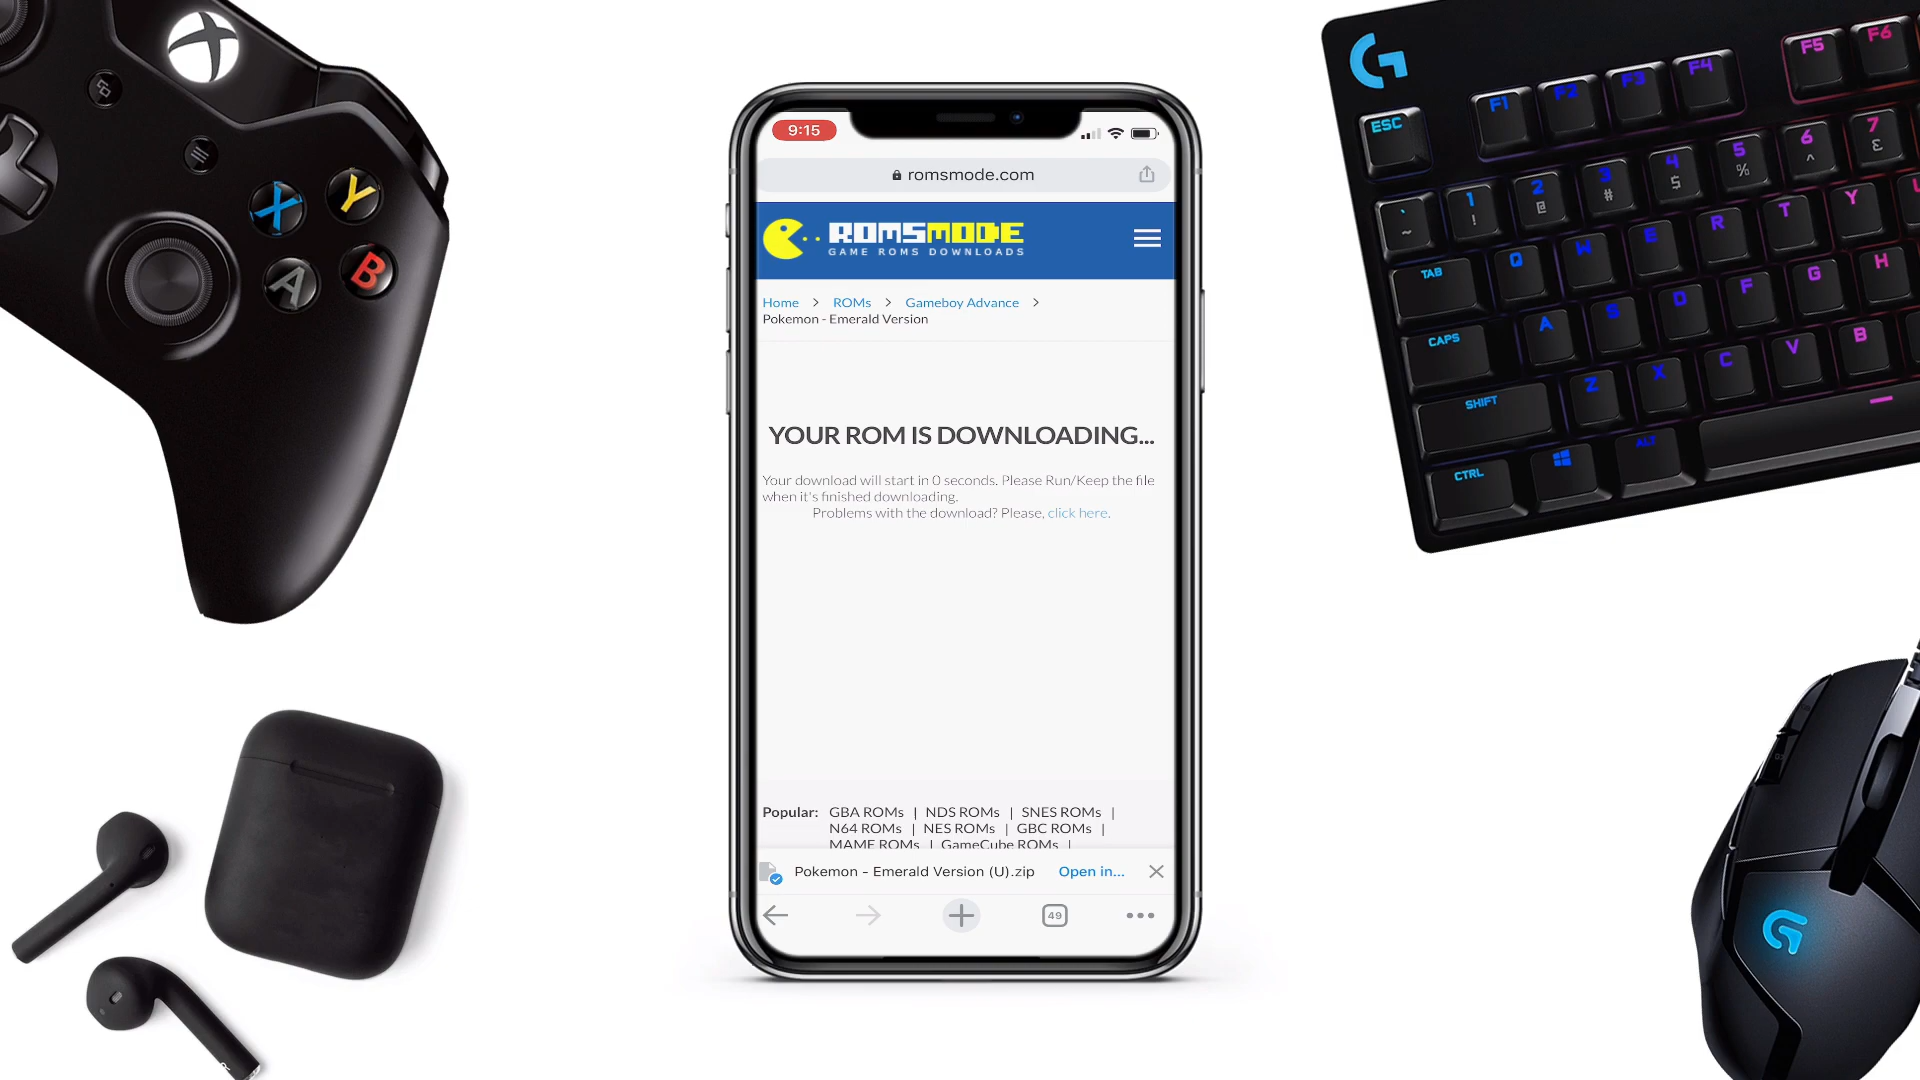 9:15
romsmode.com
ROMSMODE
GAME ROMS DOWNLOADS
Home > ROMs > Gameboy Advance >
Pokemon - Emerald Version
YOUR ROM IS DOWNLOADING...
Your download will start in 0 seconds. Please Run/Keep the file
when it's finished downloading.
Problems with the download? Please, click here.
Popular: GBA ROMs | NDS ROMs | SNES ROMs |
N64 ROMs | NES ROMs | GBC ROMs |
MAME ROMs | GameCube ROMs |
Pokemon - Emerald Version (U).zip Open in...
49
X Y
A B
G
F1 F2 F3 F4 F5 F6
ESC
` 1 2 3 4 5 6 7
~ ! @ # $ % ^ £
TAB Q W E R T Y U
CAPS A S D F G H
SHIFT Z X C V B
CTRL ALT
G